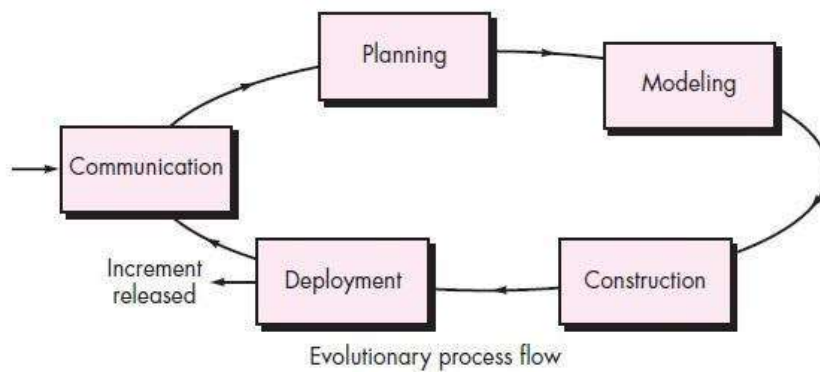 Planning
Modeling
Communication
Increment
released
Deployment
Construction
Evolutionary process flow